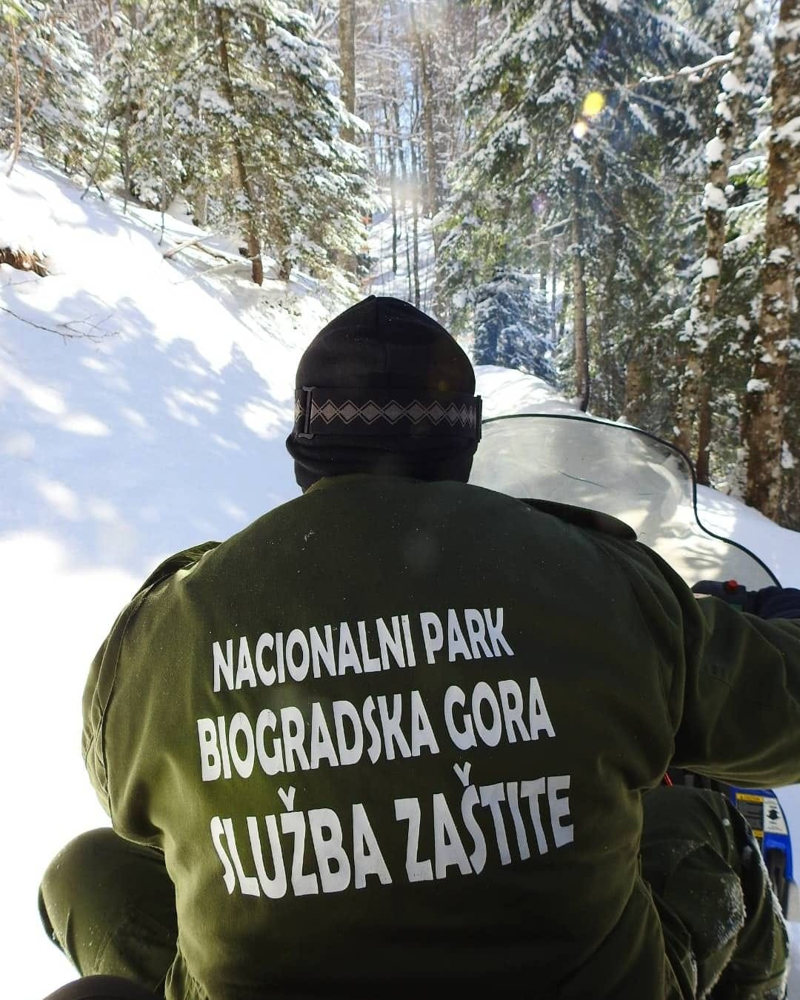 NACIONALNI PARK
BIOGRADSKA GORA
SLUŽBA ZAŠTITE